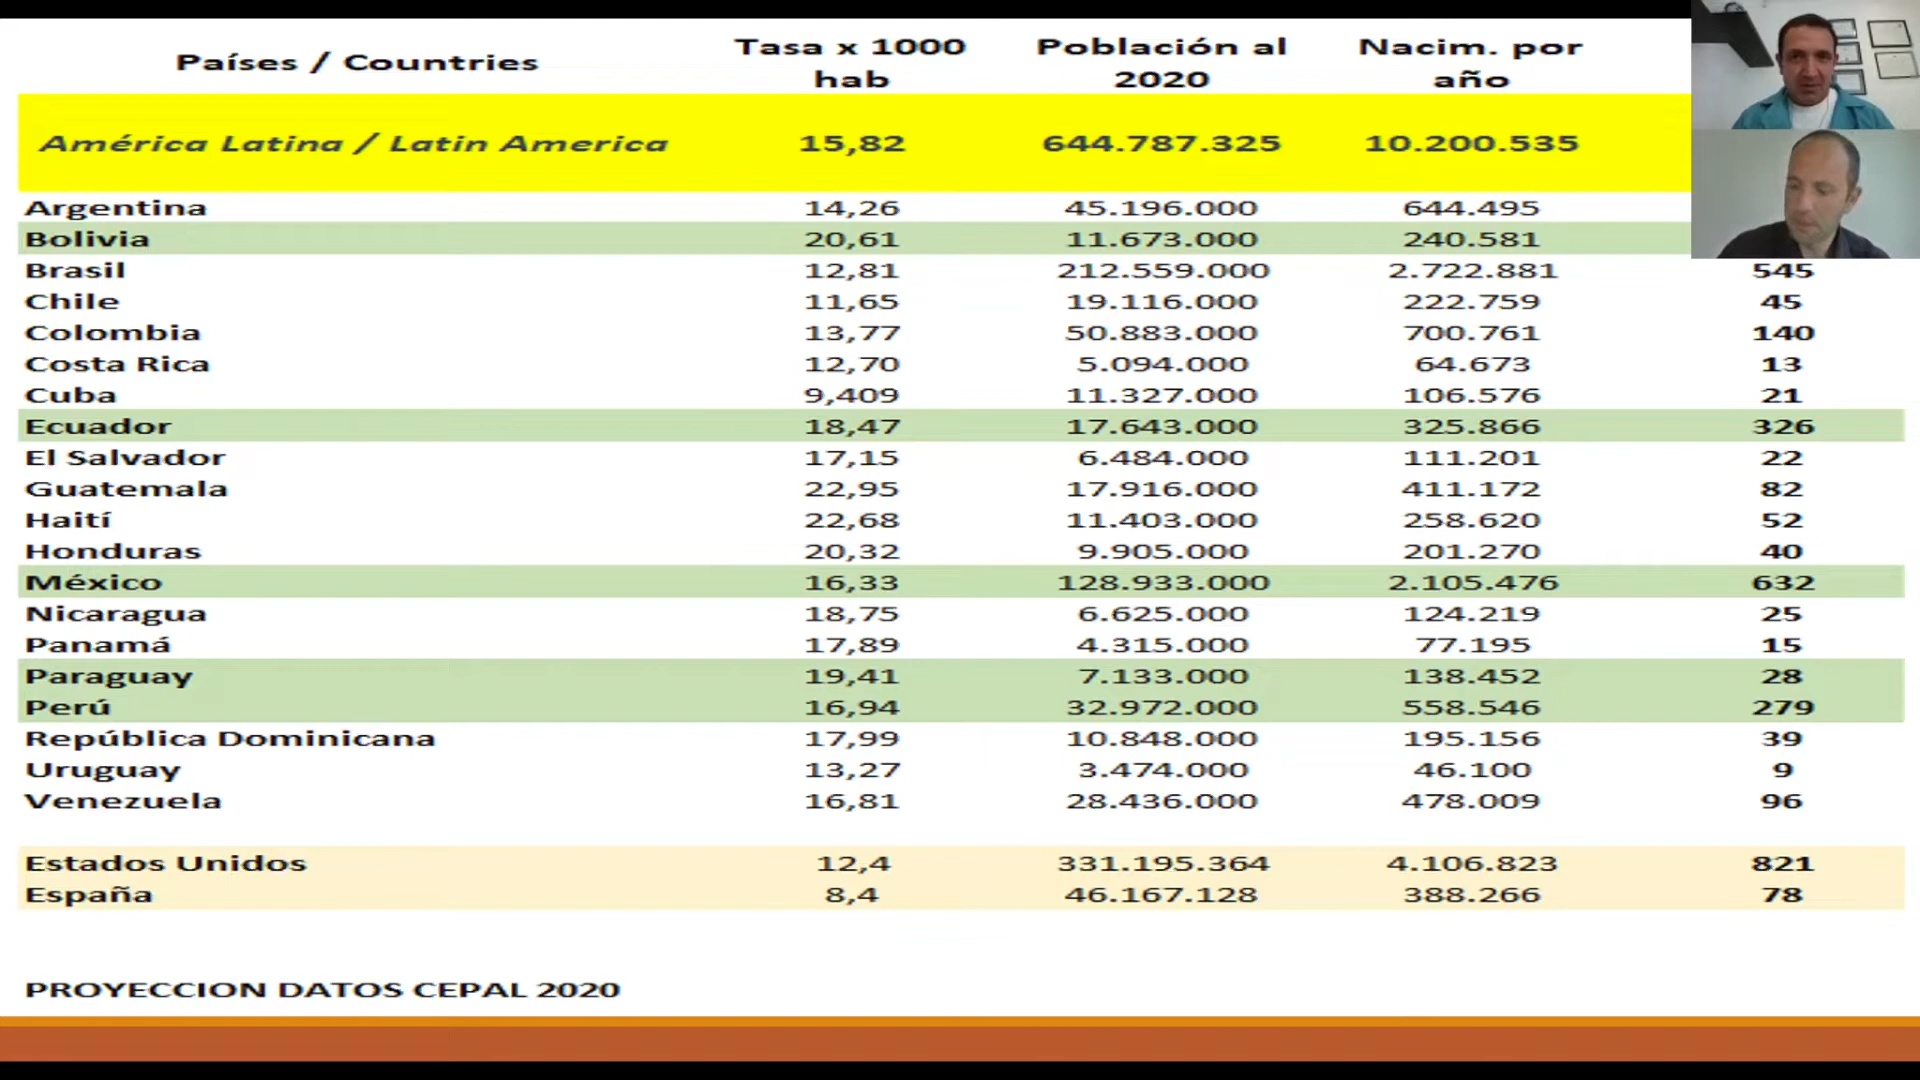 Países / Countries Tasa x 1000 hab Población al 2020 Nacim. por año
América Latina / Latin America 15,82 644.787.325 10.200.535
Argentina 14,26 45.196.000 644.495
Bolivia 20,61 11.673.000 240.581
Brasil 12,81 212.559.000 2.722.881 545
Chile 11,65 19.116.000 222.759 45
Colombia 13,77 50.883.000 700.761 140
Costa Rica 12,70 5.094.000 64.673 13
Cuba 9,409 11.327.000 106.576 21
Ecuador 18,47 17.643.000 325.866 326
El Salvador 17,15 6.484.000 111.201 22
Guatemala 22,95 17.916.000 411.172 82
Haití 22,68 11.403.000 258.620 52
Honduras 20,32 9.905.000 201.270 40
México 16,33 128.933.000 2.105.476 632
Nicaragua 18,75 6.625.000 124.219 25
Panamá 17,89 4.315.000 77.195 15
Paraguay 19,41 7.133.000 138.452 28
Perú 16,94 32.972.000 558.546 279
República Dominicana 17,99 10.848.000 195.156 39
Uruguay 13,27 3.474.000 46.100 9
Venezuela 16,81 28.436.000 478.009 96
Estados Unidos 12,4 331.195.364 4.106.823 821
España 8,4 46.167.128 388.266 78
PROYECCION DATOS CEPAL 2020